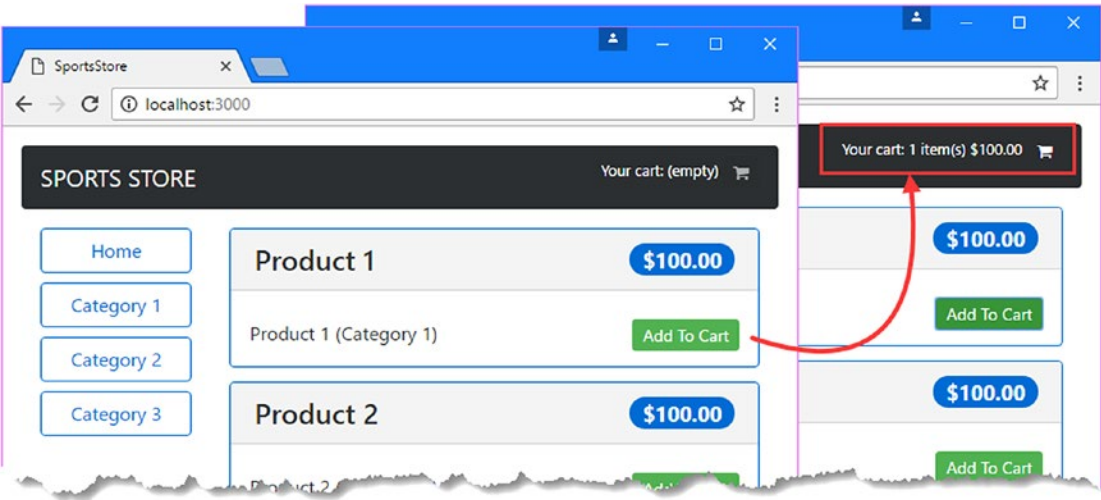 SportsStore
localhost:3000
SPORTS STORE
Your cart: (empty)
Home
Category 1
Category 2
Category 3
Product 1
$100.00
Product 1 (Category 1)
Add To Cart
Product 2
$100.00
Product 2
Your cart: 1 item(s) $100.00
$100.00
Add To Cart
$100.00
Add To Cart